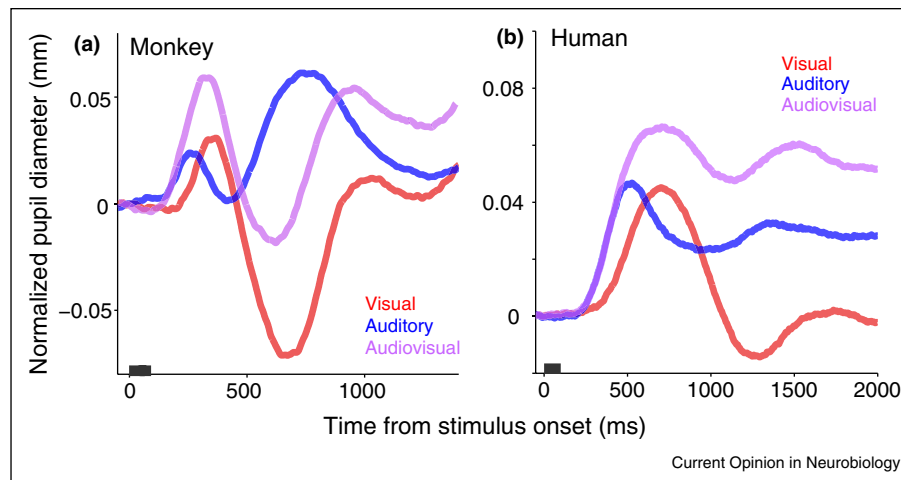 (a) Monkey
(b) Human
Normalized pupil diameter (mm)
0.05
0
−0.05
Visual
Auditory
Audiovisual
0
500
1000
0.08
0.04
0
Visual
Auditory
Audiovisual
0
500
1000
1500
2000
Time from stimulus onset (ms)
Current Opinion in Neurobiology